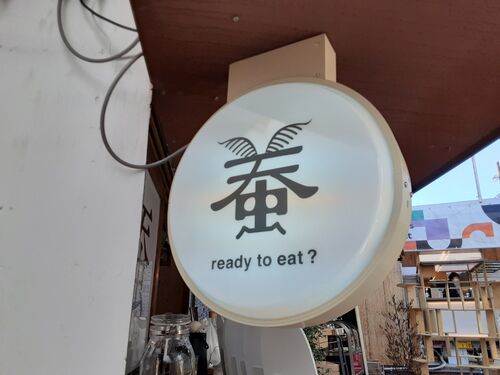 蚕
ready to eat?